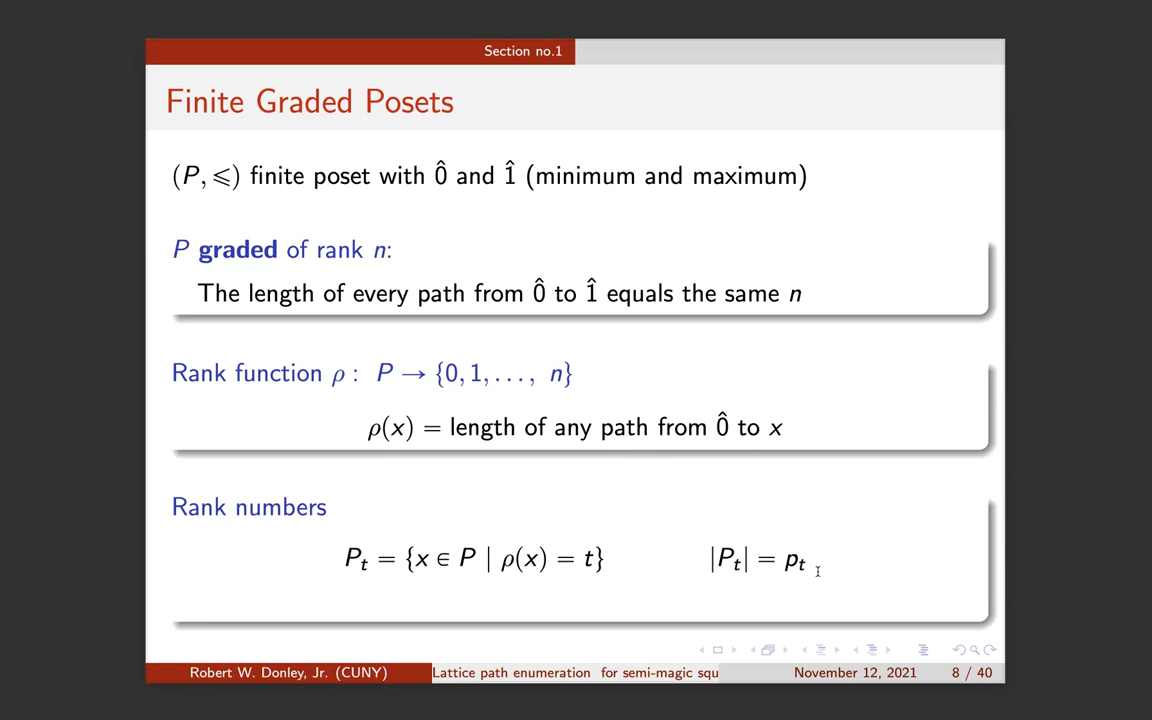 Section no.1
Finite Graded Posets
(P, ⩽) finite poset with 0̂ and 1̂ (minimum and maximum)
P graded of rank n:
The length of every path from 0̂ to 1̂ equals the same n
Rank function ρ : P → {0, 1, . . . , n}
ρ(x) = length of any path from 0̂ to x
Rank numbers
Pₜ = {x ∈ P | ρ(x) = t} |Pₜ| = pₜ
Robert W. Donley, Jr. (CUNY) Lattice path enumeration for semi-magic squ November 12, 2021 8 / 40